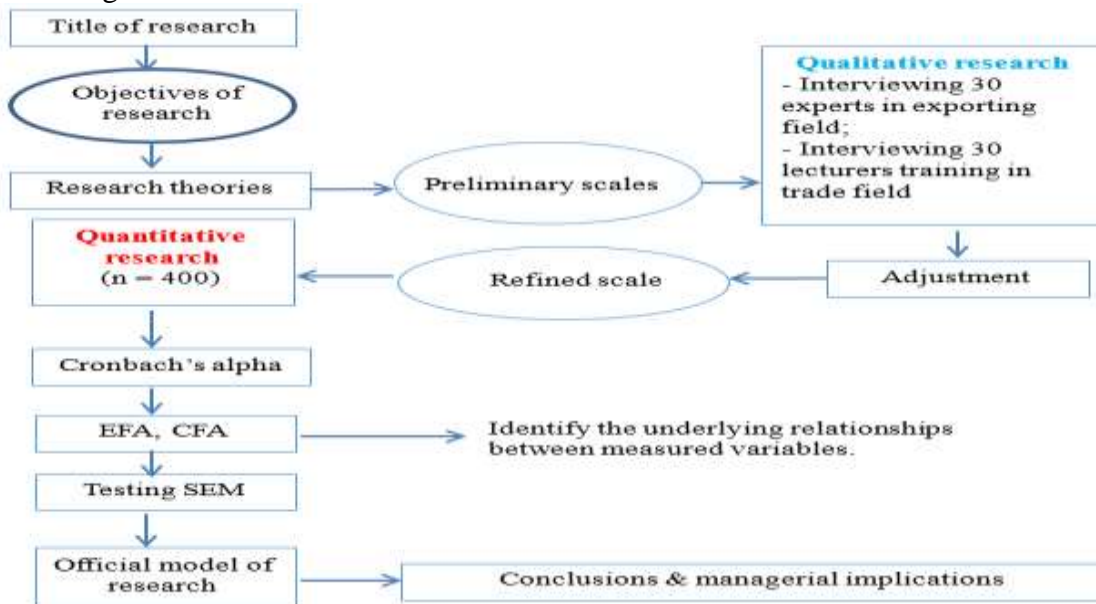 Title of research
Objectives of
research
Research theories
Preliminary scales
Qualitative research
- Interviewing 30
experts in exporting
field;
- Interviewing 30
lecturers training in
trade field
Adjustment
Refined scale
Quantitative
research
(n = 400)
Cronbach's alpha
EFA, CFA
Identify the underlying relationships
between measured variables.
Testing SEM
Official model of
research
Conclusions & managerial implications